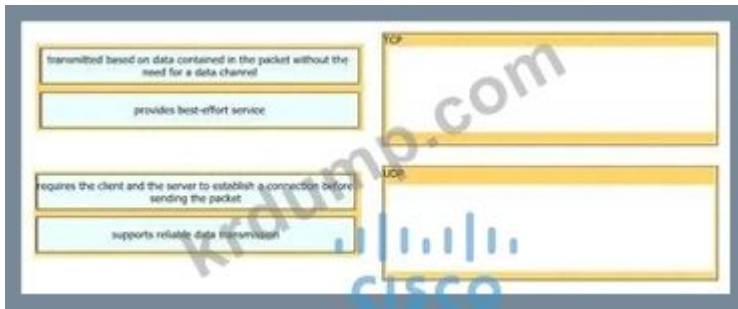 transmitted based on data contained in the packet without the
need for a data channel
provides best-effort service
requires the client and the server to establish a connection before
sending the packet
supports reliable data transmission
TCP
UDP
krdump.com
CISCO